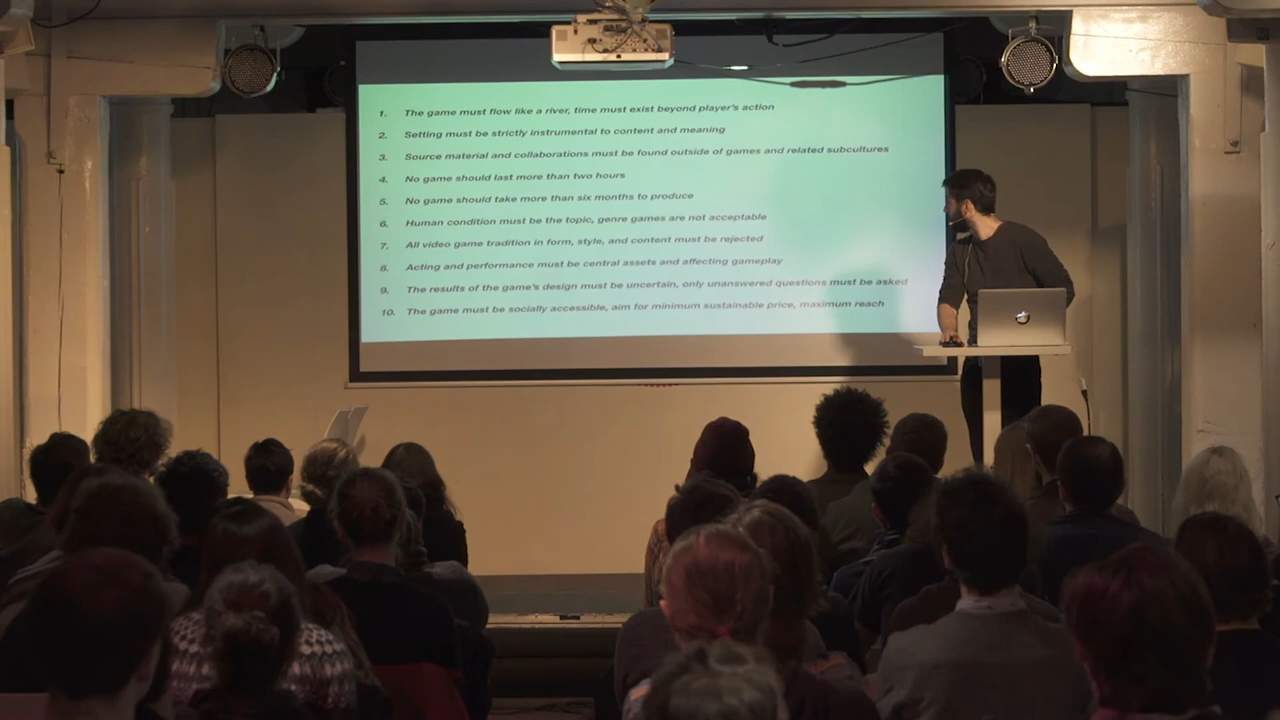 1. The game must flow like a river, time must exist beyond player's action
2. Setting must be strictly instrumental to content and meaning
3. Source material and collaborations must be found outside of games and related subcultures
4. No game should last more than two hours
5. No game should take more than six months to produce
6. Human condition must be the topic, genre games are not acceptable
7. All video game tradition in form, style, and content must be rejected
8. Acting and performance must be central assets and affecting gameplay
9. The results of the game's design must be uncertain, only unanswered questions must be asked
10. The game must be socially accessible, aim for minimum sustainable price, maximum reach